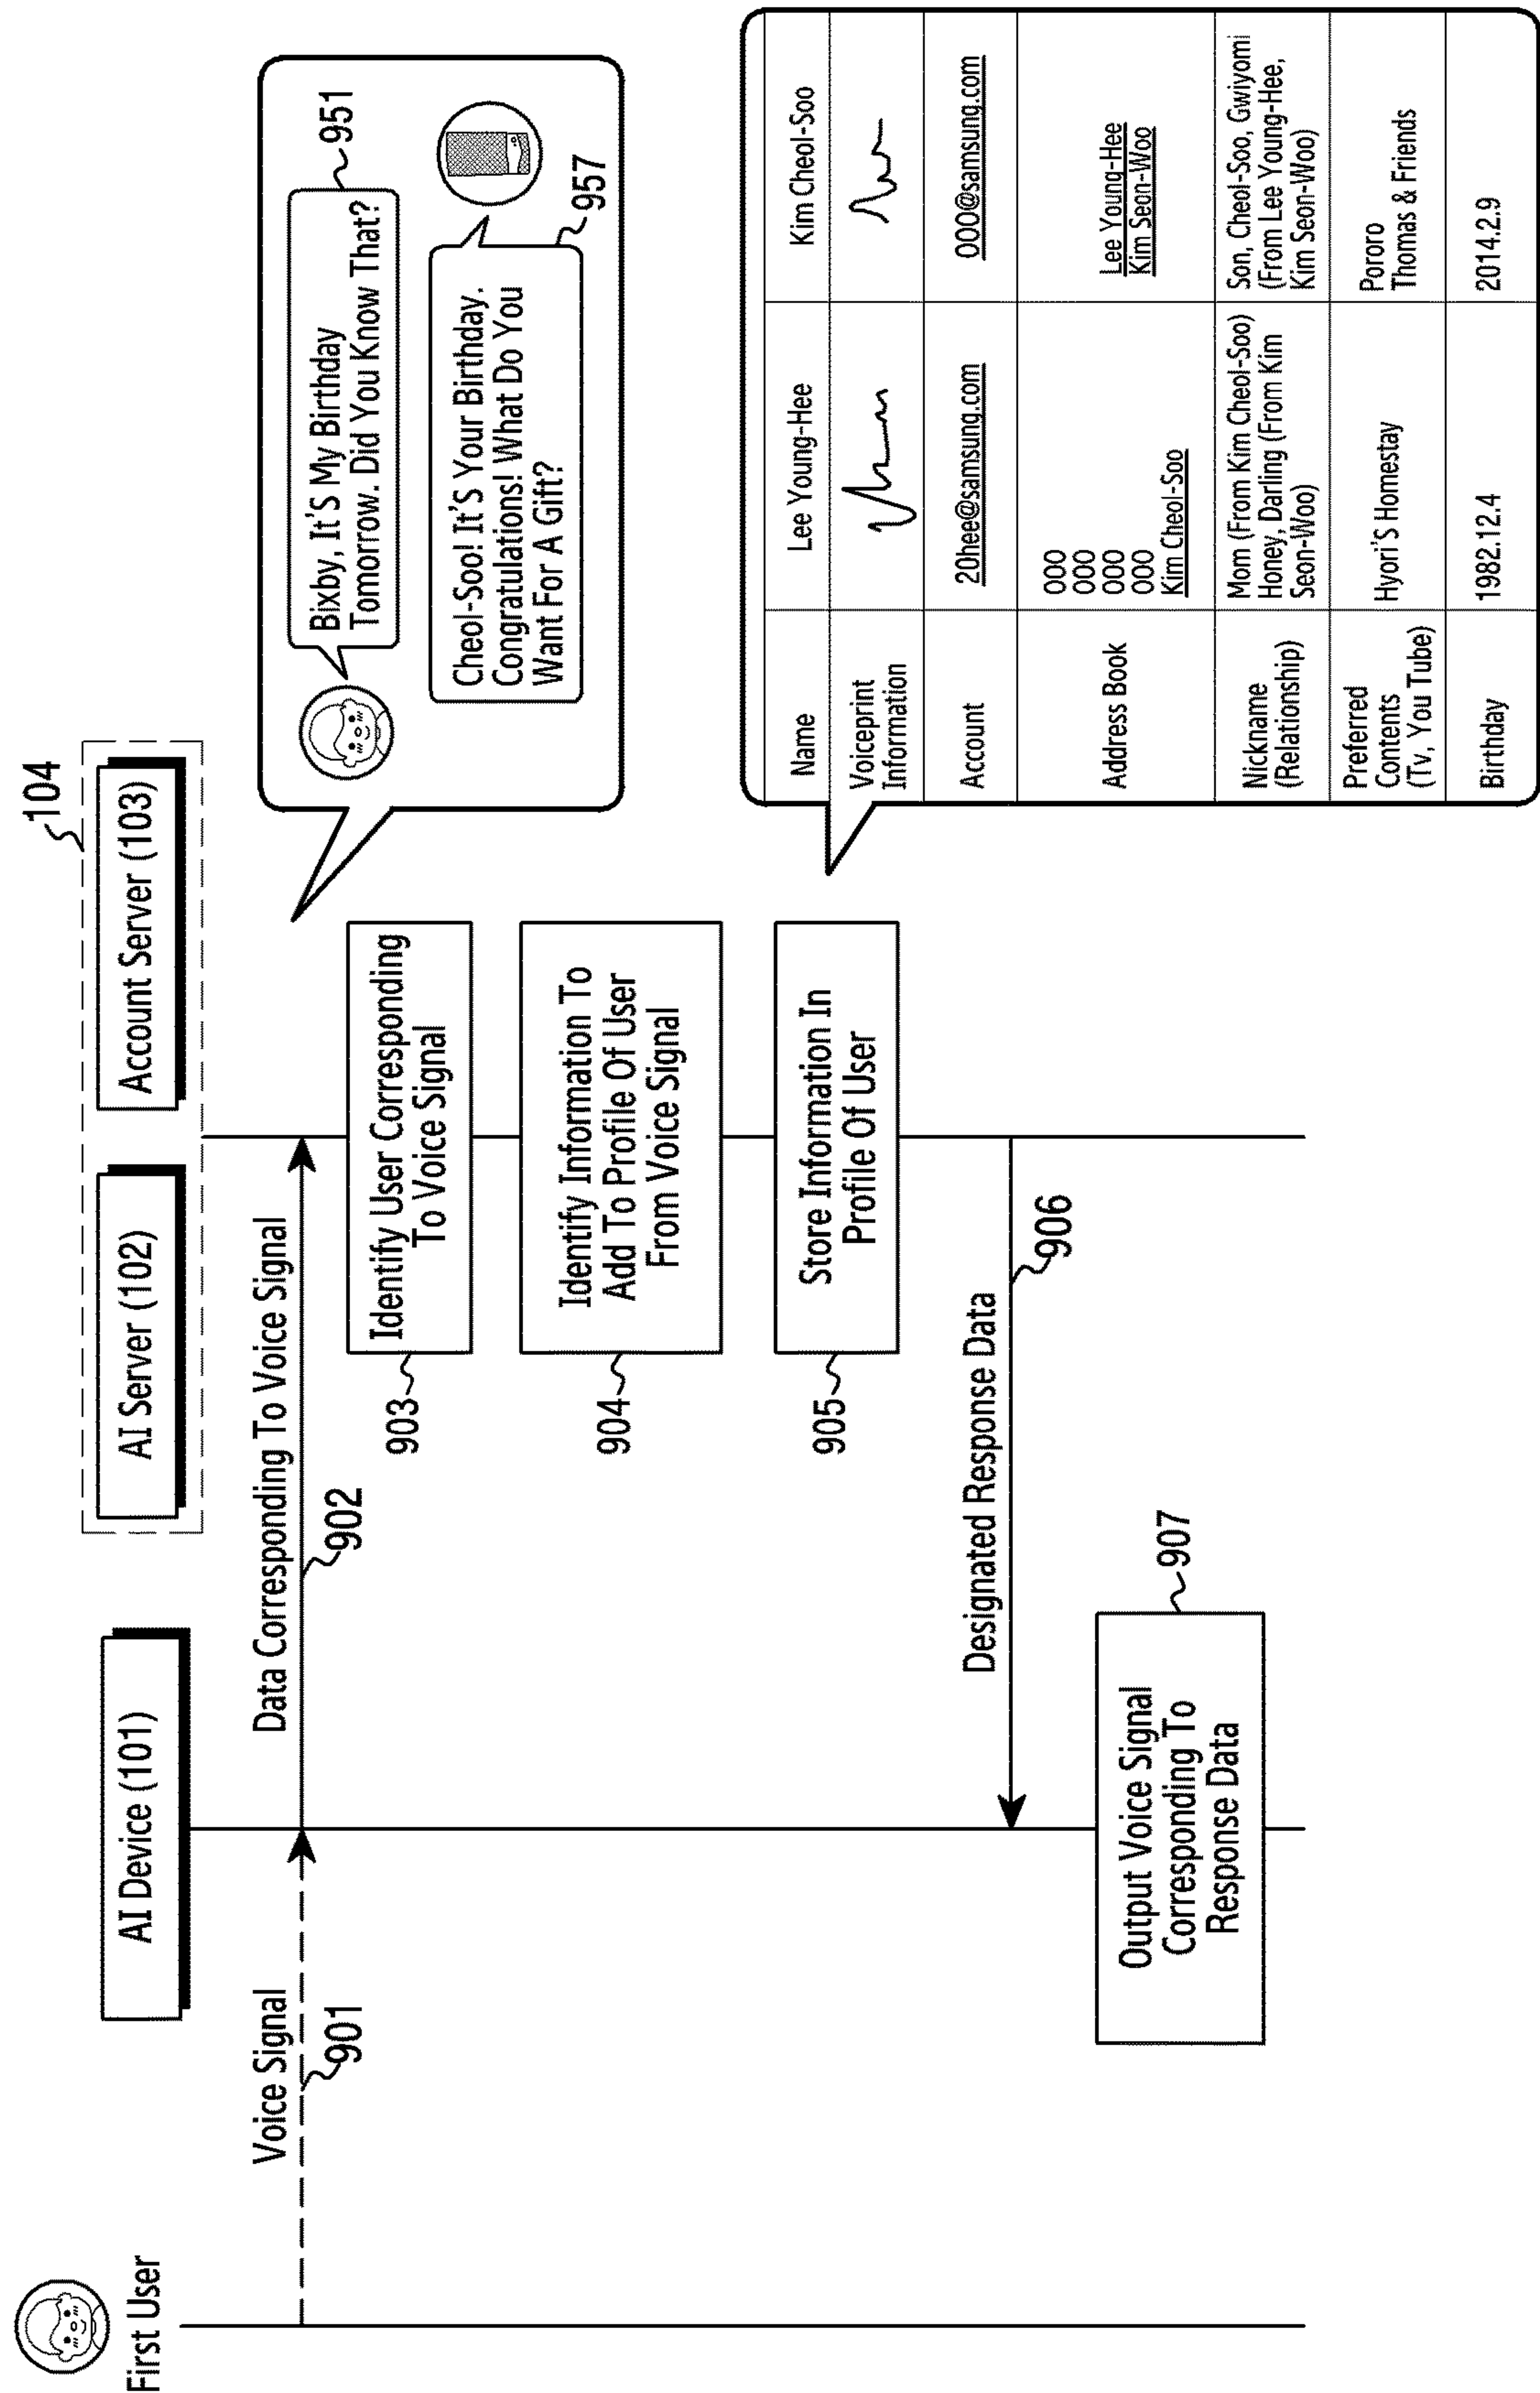 First User
AI Device (101)
AI Server (102)
Account Server (103)
104
Voice Signal
901
Data Corresponding To Voice Signal
902
Bixby, It'S My Birthday
Tomorrow. Did You Know That?
951
Cheol-Soo! It'S Your Birthday.
Congratulations! What Do You
Want For A Gift?
957
903
Identify User Corresponding
To Voice Signal
904
Identify Information To
Add To Profile Of User
From Voice Signal
905
Store Information In
Profile Of User
Designated Response Data
906
Output Voice Signal
Corresponding To
Response Data
907
Name
Lee Young-Hee
Kim Cheol-Soo
Voiceprint
Information
Account
20hee@samsung.com
OOO@samsung.com
Address Book
OOO
OOO
OOO
OOO
Kim Cheol-Soo
Lee Young-Hee
Kim Seon-Woo
Nickname
(Relationship)
Mom (From Kim Cheol-Soo)
Honey, Darling (From Kim
Seon-Woo)
Son, Cheol-Soo, Gwiyomi
(From Lee Young-Hee,
Kim Seon-Woo)
Preferred
Contents
(Tv, You Tube)
Hyori'S Homestay
Pororo
Thomas & Friends
Birthday
1982.12.4
2014.2.9